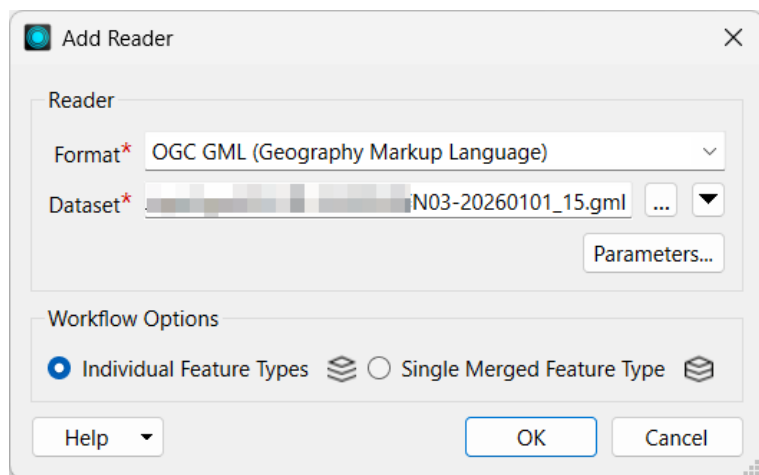 Add Reader
Reader
Format* OGC GML (Geography Markup Language)
Dataset* N03-20260101_15.gml ...
Parameters...
Workflow Options
Individual Feature Types Single Merged Feature Type
Help OK Cancel